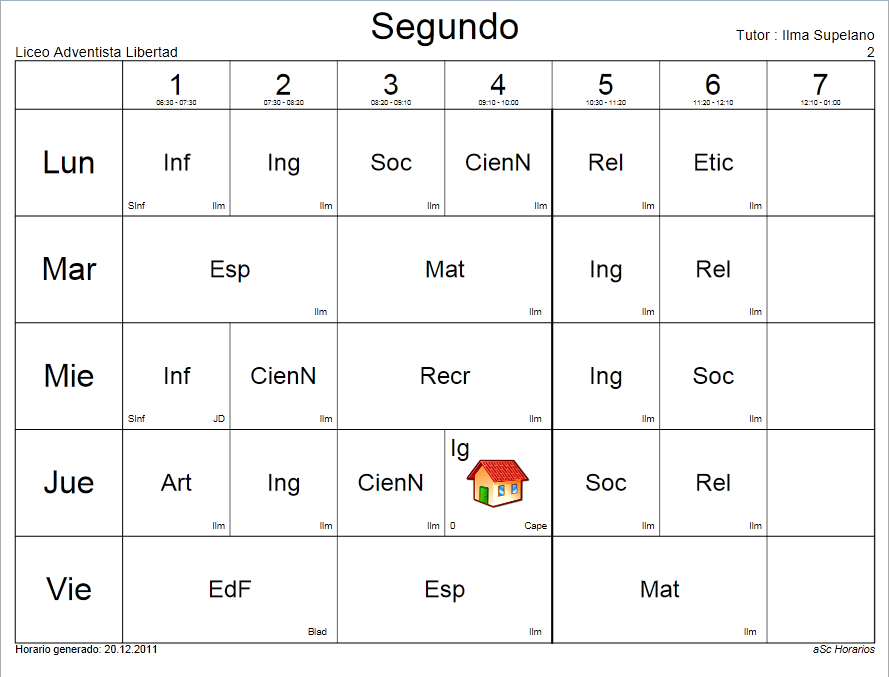 Segundo
Tutor : Ilma Supelano
Liceo Adventista Libertad
2
1 2 3 4 5 6 7
06:30 - 07:30 07:30 - 08:20 08:20 - 09:10 09:10 - 10:00 10:30 - 11:20 11:20 - 12:10 12:10 - 01:00
Lun Inf Ing Soc CienN Rel Etic
SInf Ilm Ilm Ilm Ilm Ilm Ilm
Mar Esp Mat Ing Rel
Ilm Ilm Ilm Ilm
Mie Inf CienN Recr Ing Soc
SInf JD Ilm Ilm Ilm Ilm
Ig
Jue Art Ing CienN Soc Rel
Ilm Ilm Ilm 0 Cape Ilm Ilm
Vie EdF Esp Mat
Blad Ilm Ilm
Horario generado: 20.12.2011
aSc Horarios